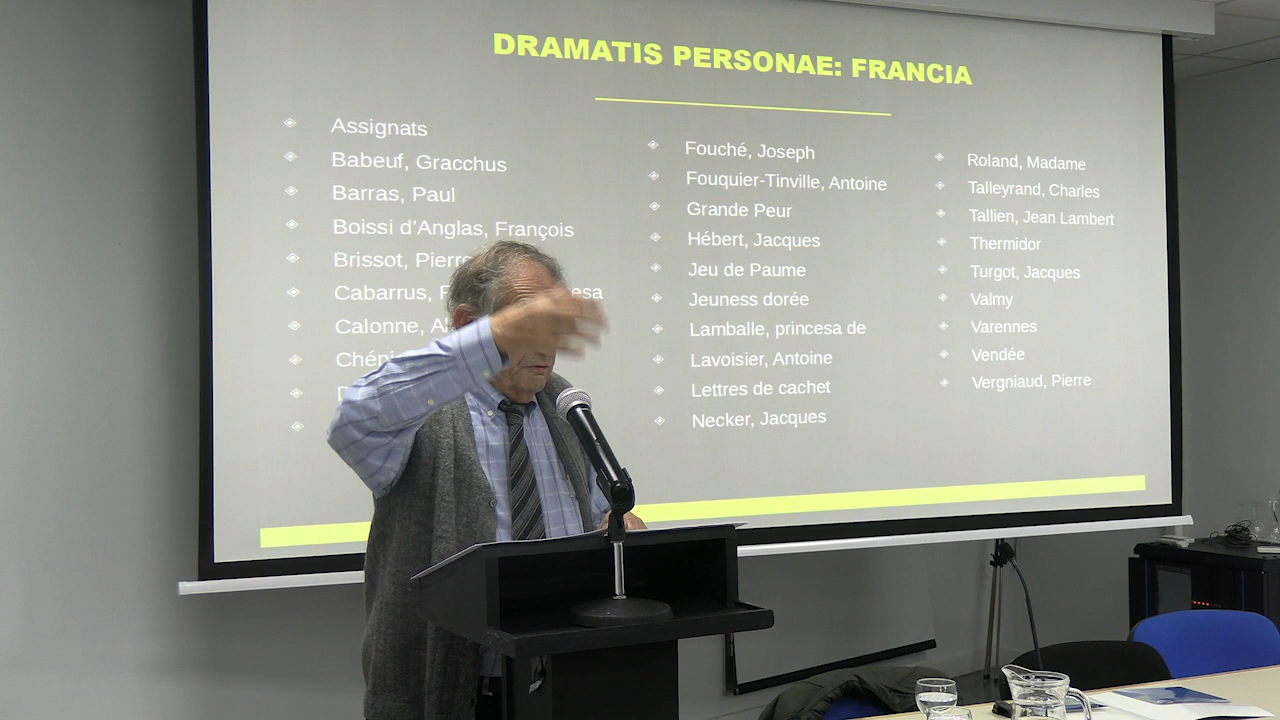 DRAMATIS PERSONAE: FRANCIA
Assignats
Babeuf, Gracchus
Barras, Paul
Boissi d'Anglas, François
Brissot, Pierre
Cabarrus,
Calonne,
Fouché, Joseph
Fouquier-Tinville, Antoine
Grande Peur
Hébert, Jacques
Jeu de Paume
Jeuness dorée
Lamballe, princesa de
Lavoisier, Antoine
Lettres de cachet
Necker, Jacques
Roland, Madame
Talleyrand, Charles
Tallien, Jean Lambert
Thermidor
Turgot, Jacques
Valmy
Varennes
Vendée
Vergniaud, Pierre